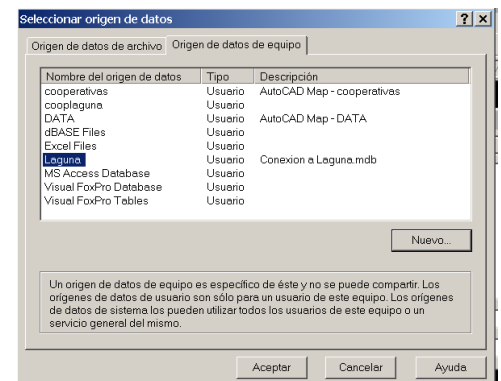 Seleccionar origen de datos
Origen de datos de archivo Origen de datos de equipo
Nombre del origen de datos Tipo Descripción
cooperativas Usuario AutoCAD Map - cooperativas
cooplaguna Usuario
DATA Usuario AutoCAD Map - DATA
dBASE Files Usuario
Excel Files Usuario
Laguna Usuario Conexion a Laguna.mdb
MS Access Database Usuario
Visual FoxPro Database Usuario
Visual FoxPro Tables Usuario
Nuevo...
Un origen de datos de equipo es específico de éste y no se puede compartir. Los
orígenes de datos de usuario son sólo para un usuario de este equipo. Los orígenes
de datos de sistema los pueden utilizar todos los usuarios de este equipo o un
servicio general del mismo.
Aceptar Cancelar Ayuda